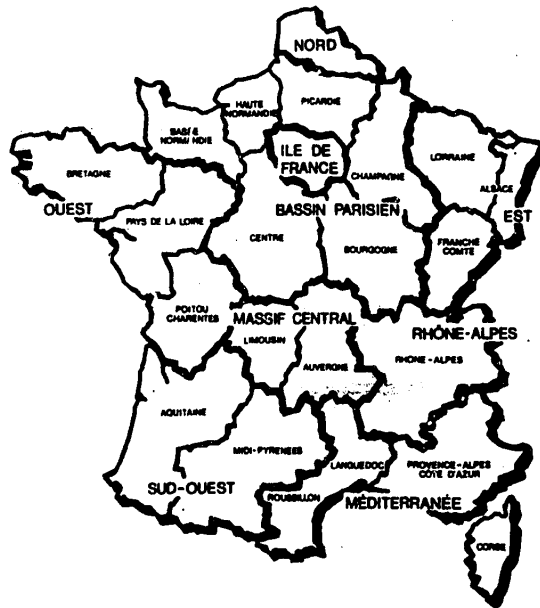 NORD
PICARDIE
HAUTE
NORMANDIE
BASSE
NORMANDIE
ILE DE
FRANCE
LORRAINE
BRETAGNE
CHAMPAGNE
ALSACE
OUEST
PAYS DE LA LOIRE
BASSIN PARISIEN
EST
CENTRE
BOURGOGNE
FRANCHE
COMTE
POITOU
CHARENTES
MASSIF CENTRAL
RHÔNE-ALPES
LIMOUSIN
AUVERGNE
RHONE-ALPES
AQUITAINE
MIDI-PYRENEES
LANGUEDOC
PROVENCE-ALPES
COTE D'AZUR
SUD-OUEST
ROUSSILLON
MÉDITERRANÉE
CORSE